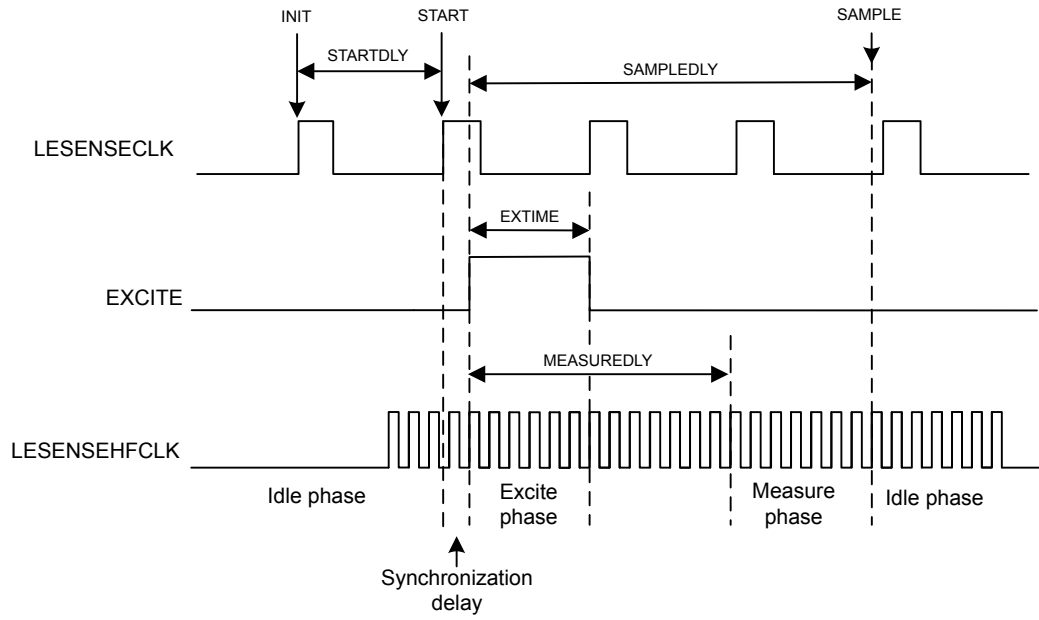 INIT
START
SAMPLE
STARTDLY
SAMPLEDLY
LESENSECLK
EXTIME
EXCITE
MEASUREDLY
LESENSEHFCLK
Idle phase
Excite
phase
Measure
phase
Idle phase
Synchronization
delay